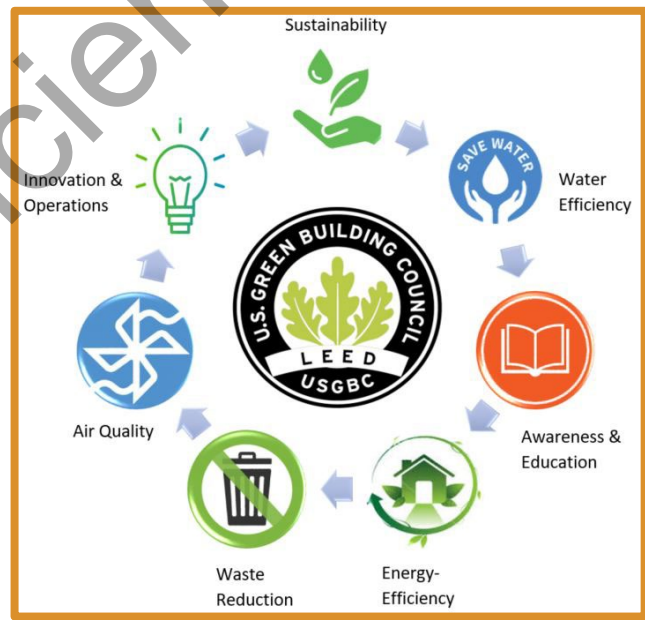 Sustainability
SAVE WATER
Water
Efficiency
Awareness &
Education
Energy-
Efficiency
Waste
Reduction
Air Quality
Innovation &
Operations
U.S. GREEN BUILDING COUNCIL
LEED
USGBC